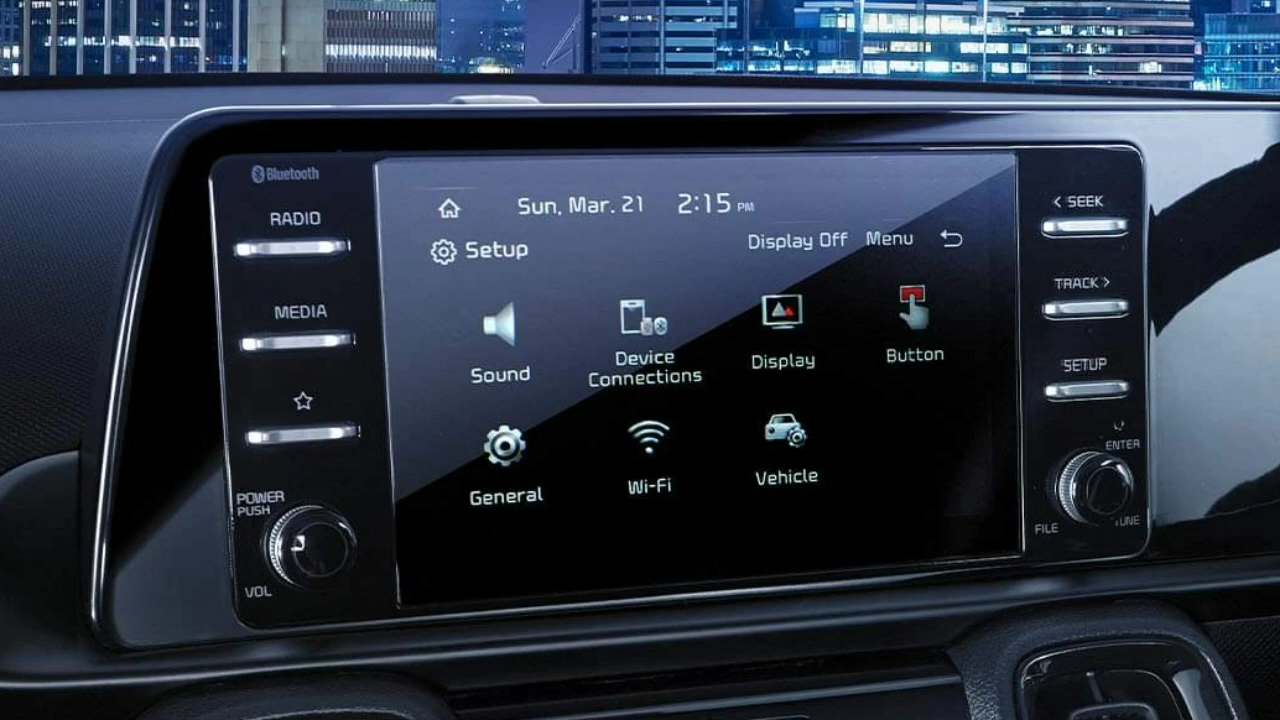 Bluetooth
RADIO
MEDIA
POWER
PUSH
VOL
Sun, Mar. 21 2:15 PM
Setup
Display Off Menu
Sound
Device
Connections
Display
Button
General
Wi-Fi
Vehicle
< SEEK
TRACK >
SETUP
ENTER
FILE
TUNE